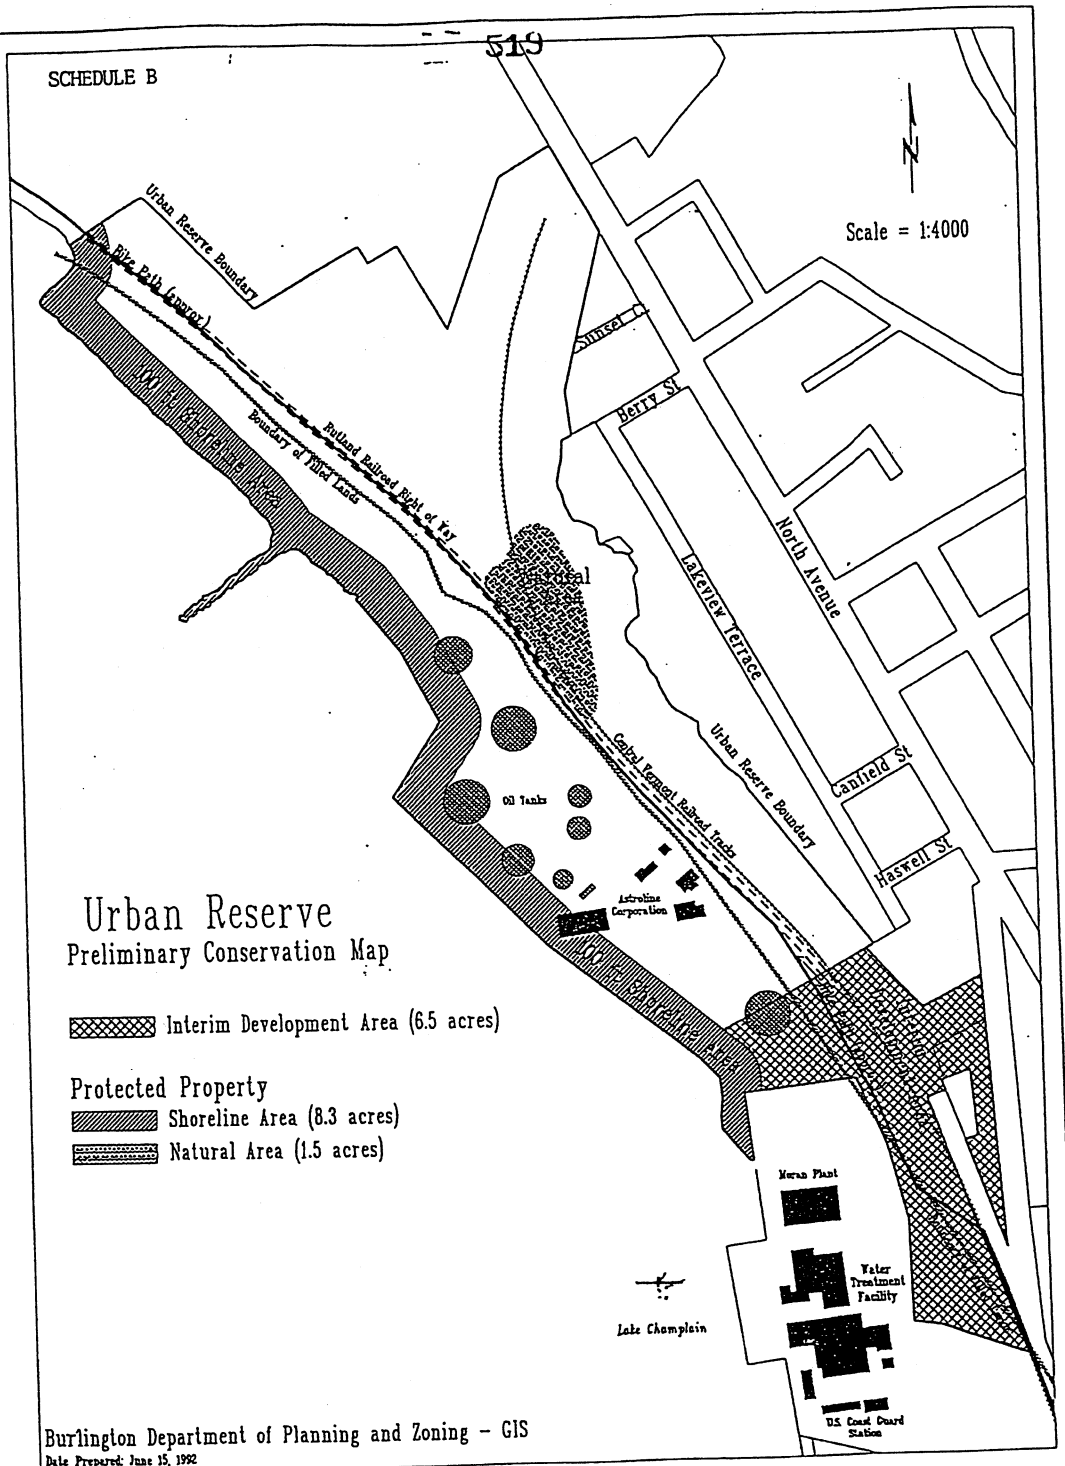 519
SCHEDULE B
N
Scale = 1:4000
Urban Reserve Boundary
Bike Path (approx)
100 ft Shoreline Area
Boundary of Filled Lands
Rutland Railroad Right of Way
Sunset C
Berry St
North Avenue
Lakeview Terrace
Natural
Urban Reserve Boundary
Central Vermont Railroad Tracks
Canfield St
Haswell St
Oil Tanks
Astroline
Corporation
100 ft Shoreline Area
Urban Reserve
Preliminary Conservation Map
Interim Development Area (6.5 acres)
Protected Property
Shoreline Area (8.3 acres)
Natural Area (1.5 acres)
Moran Plant
Water
Treatment
Facility
Lake Champlain
U.S. Coast Guard
Station
Burlington Department of Planning and Zoning - GIS
Date Prepared: June 15, 1992